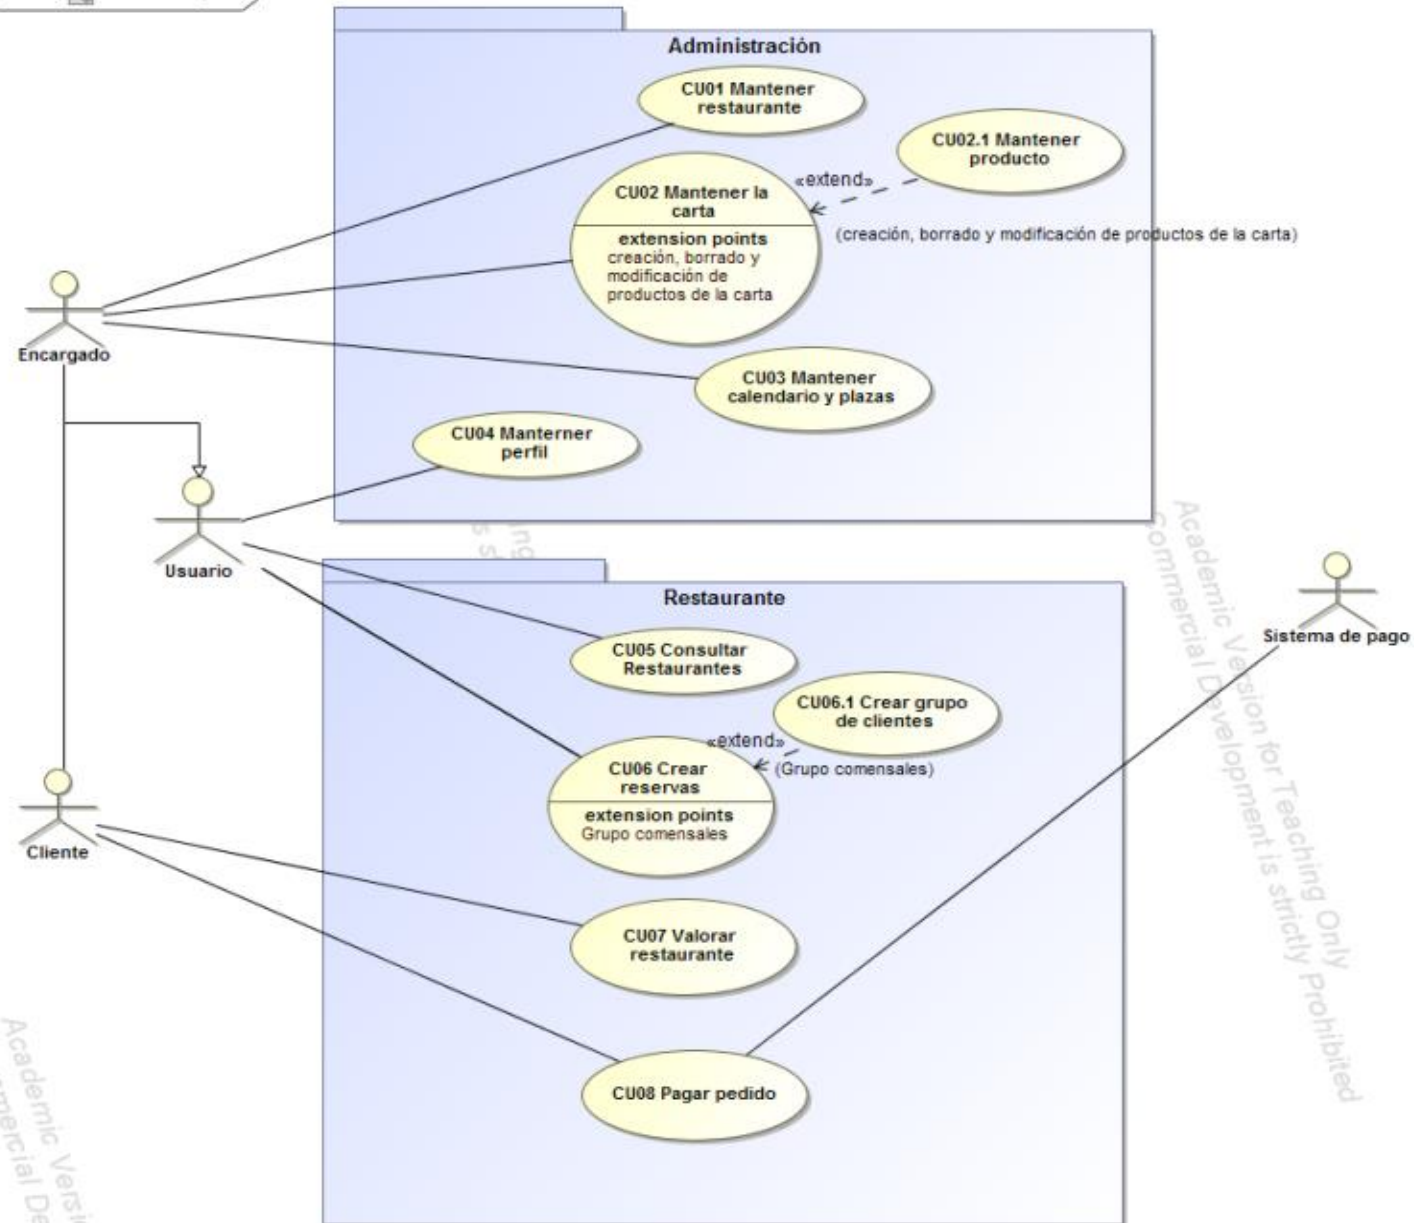 Administración
CU01 Mantener
restaurante
CU02.1 Mantener
producto
«extend»
CU02 Mantener la
carta
extension points
creación, borrado y
modificación de
productos de la carta
(creación, borrado y modificación de productos de la carta)
Encargado
CU03 Mantener
calendario y plazas
CU04 Manterner
perfil
Usuario
Restaurante
CU05 Consultar
Restaurantes
Sistema de pago
CU06.1 Crear grupo
de clientes
«extend»
(Grupo comensales)
CU06 Crear
reservas
extension points
Grupo comensales
Cliente
CU07 Valorar
restaurante
CU08 Pagar pedido
Academic Version for Teaching Only
Commercial Development is strictly Prohibited
Academic